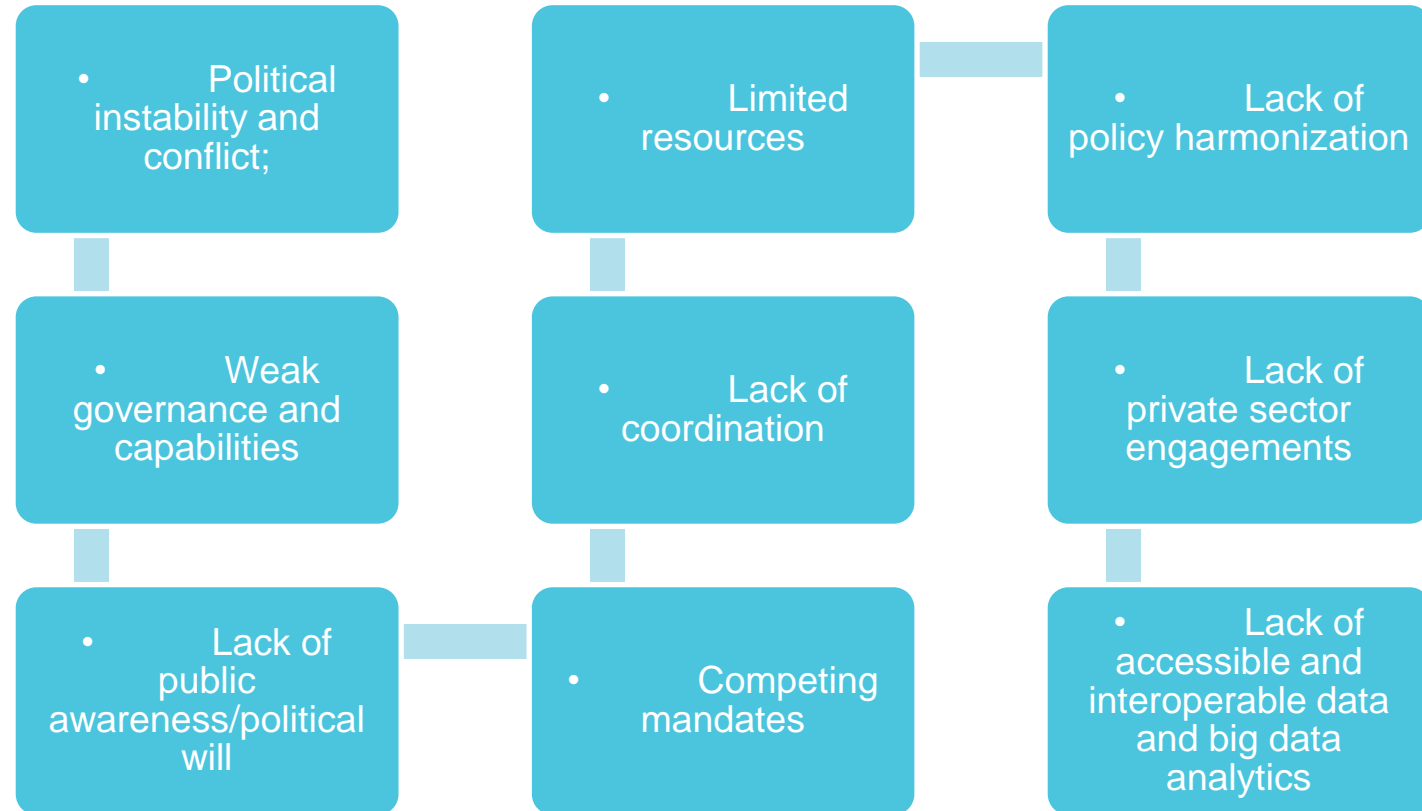 • Political
instability and
conflict;
• Weak
governance and
capabilities
• Lack of
public
awareness/political
will
• Competing
mandates
• Lack of
coordination
• Limited
resources
• Lack of
policy harmonization
• Lack of
private sector
engagements
• Lack of
accessible and
interoperable data
and big data
analytics